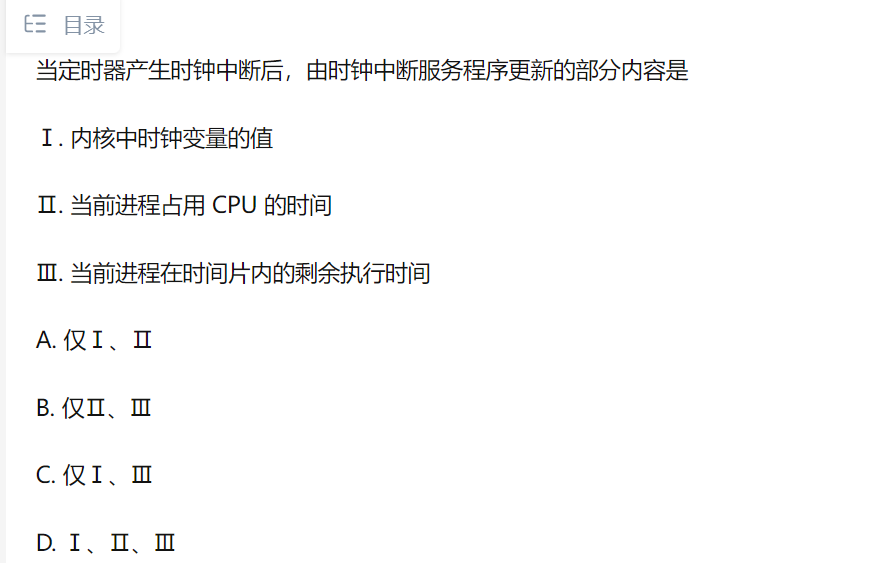 目录
当定时器产生时钟中断后，由时钟中断服务程序更新的部分内容是
Ⅰ. 内核中时钟变量的值
Ⅱ. 当前进程占用 CPU 的时间
Ⅲ. 当前进程在时间片内的剩余执行时间
A. 仅Ⅰ、Ⅱ
B. 仅Ⅱ、Ⅲ
C. 仅Ⅰ、Ⅲ
D. Ⅰ、Ⅱ、Ⅲ